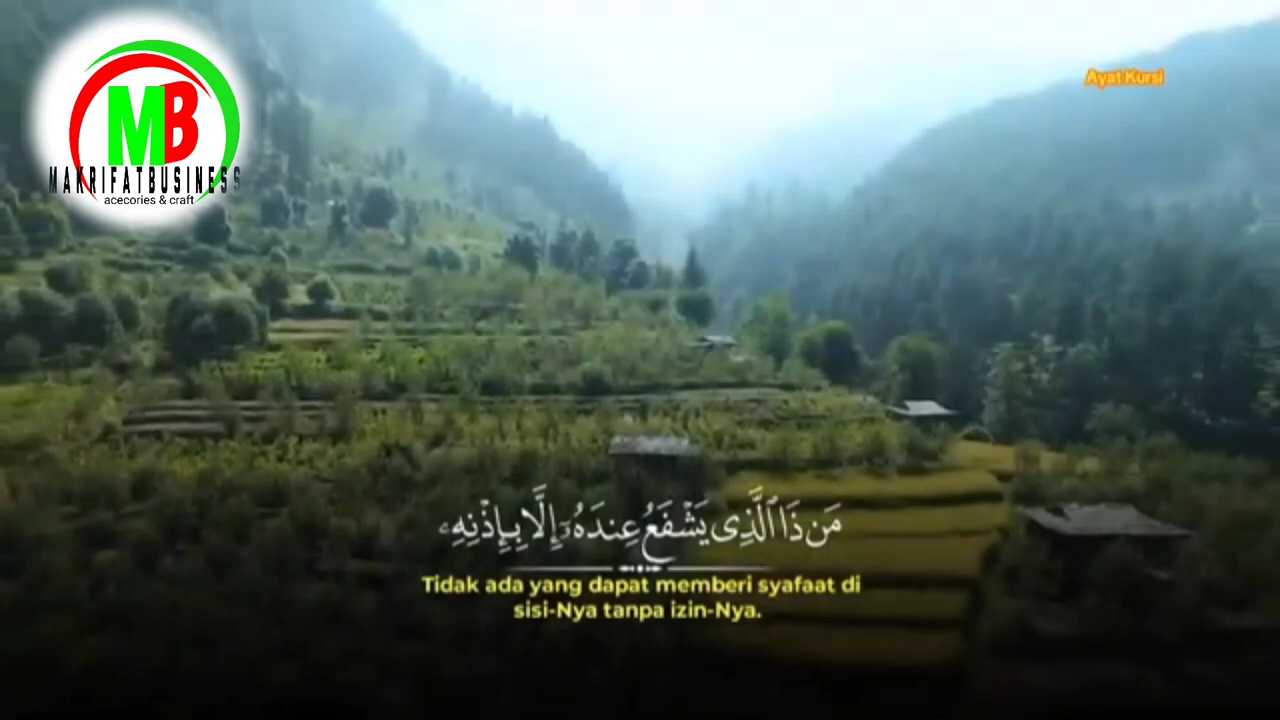 MB
MAKRIFATBUSINESS
acecories & craft
Ayat Kursi
مَن ذَا ٱلَّذِى يَشْفَعُ عِندَهُۥٓ إِلَّا بِإِذْنِهِۦ
Tidak ada yang dapat memberi syafaat di
sisi-Nya tanpa izin-Nya.